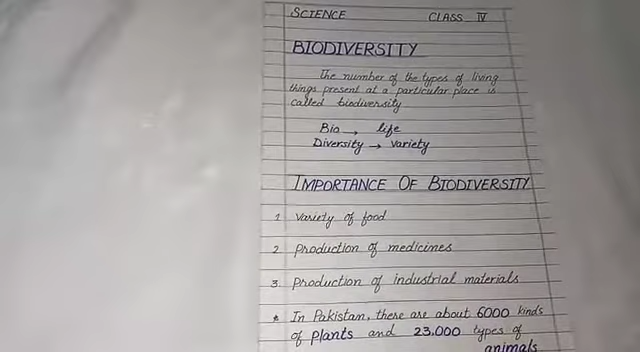 SCIENCE CLASS IV
BIODIVERSITY
The number of the types of living
things present at a particular place is
called biodiversity
Bio → life
Diversity → variety
IMPORTANCE OF BIODIVERSITY
1 Variety of food
2 Production of medicines
3 Production of industrial materials
* In Pakistan, there are about 6000 kinds
of plants and 23,000 types of
animals